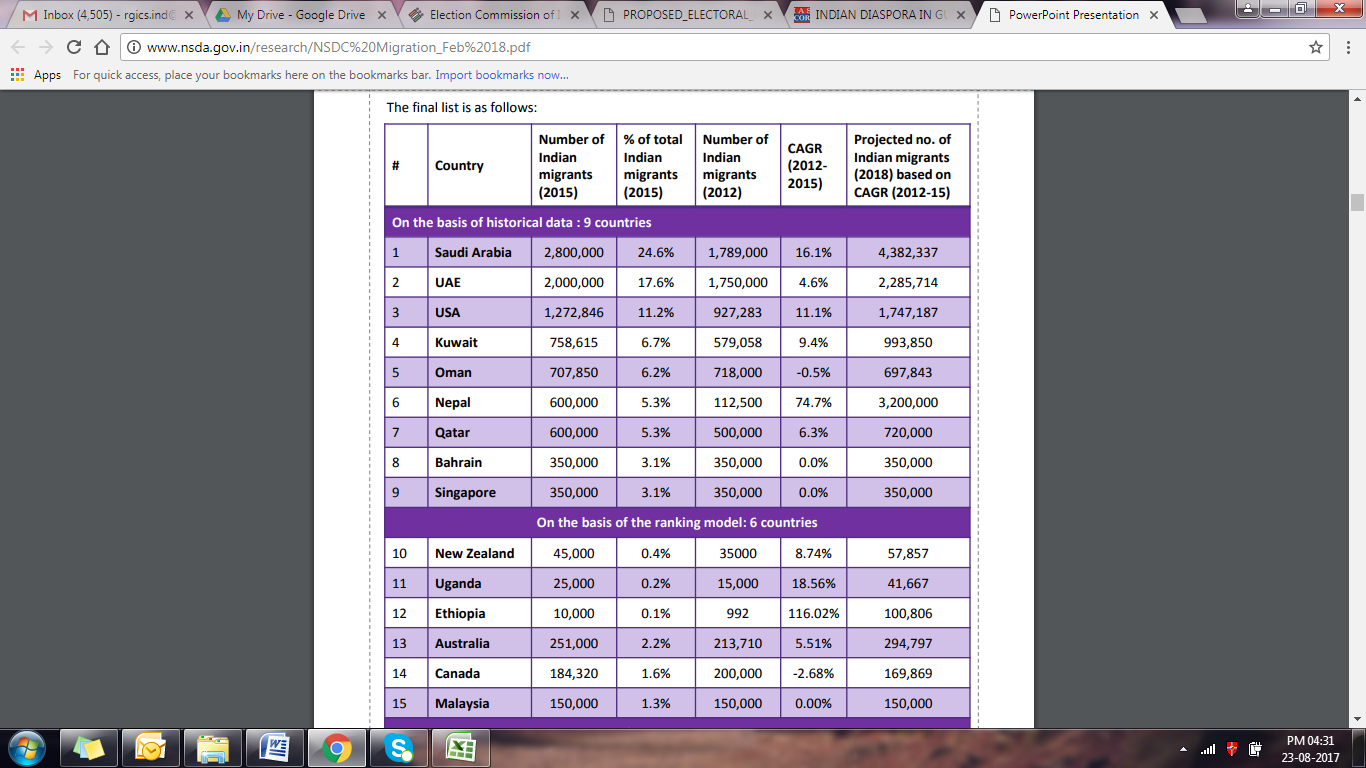 Inbox (4,505) - rgics.ind@
My Drive - Google Drive
Election Commission of I
PROPOSED_ELECTORAL_
INDIAN DIASPORA IN GU
PowerPoint Presentation
www.nsda.gov.in/research/NSDC%20Migration_Feb%2018.pdf
Apps For quick access, place your bookmarks here on the bookmarks bar. Import bookmarks now...
The final list is as follows:
# Country Number of Indian migrants (2015) % of total Indian migrants (2015) Number of Indian migrants (2012) CAGR (2012-2015) Projected no. of Indian migrants (2018) based on CAGR (2012-15)
On the basis of historical data : 9 countries
1 Saudi Arabia 2,800,000 24.6% 1,789,000 16.1% 4,382,337
2 UAE 2,000,000 17.6% 1,750,000 4.6% 2,285,714
3 USA 1,272,846 11.2% 927,283 11.1% 1,747,187
4 Kuwait 758,615 6.7% 579,058 9.4% 993,850
5 Oman 707,850 6.2% 718,000 -0.5% 697,843
6 Nepal 600,000 5.3% 112,500 74.7% 3,200,000
7 Qatar 600,000 5.3% 500,000 6.3% 720,000
8 Bahrain 350,000 3.1% 350,000 0.0% 350,000
9 Singapore 350,000 3.1% 350,000 0.0% 350,000
On the basis of the ranking model: 6 countries
10 New Zealand 45,000 0.4% 35000 8.74% 57,857
11 Uganda 25,000 0.2% 15,000 18.56% 41,667
12 Ethiopia 10,000 0.1% 992 116.02% 100,806
13 Australia 251,000 2.2% 213,710 5.51% 294,797
14 Canada 184,320 1.6% 200,000 -2.68% 169,869
15 Malaysia 150,000 1.3% 150,000 0.00% 150,000
PM 04:31
23-08-2017